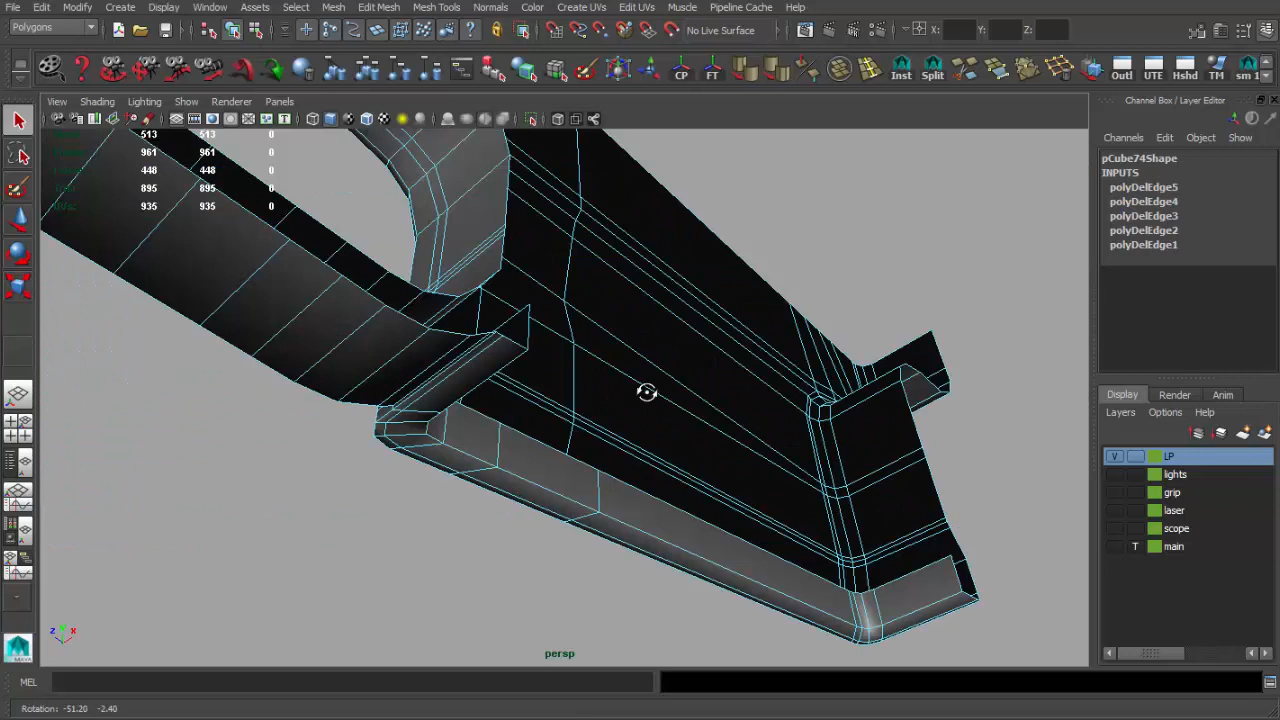 File Edit Modify Create Display Window Assets Select Mesh Edit Mesh Mesh Tools Normals Color Create UVs Edit UVs Muscle Pipeline Cache Help
Polygons No Live Surface X: Y: Z:
CP FT Inst Split Outl UTE Hshd TM sm 1
View Shading Lighting Show Renderer Panels
Channel Box / Layer Editor
Channels Edit Object Show
513 513 0
961 961 0
448 448 0
895 895 0
935 935 0
pCube74Shape
INPUTS
polyDelEdge5
polyDelEdge4
polyDelEdge3
polyDelEdge2
polyDelEdge1
Display Render Anim
Layers Options Help
V LP
lights
grip
laser
scope
T main
z y x
persp
MEL
Rotation: -51.20 -2.40